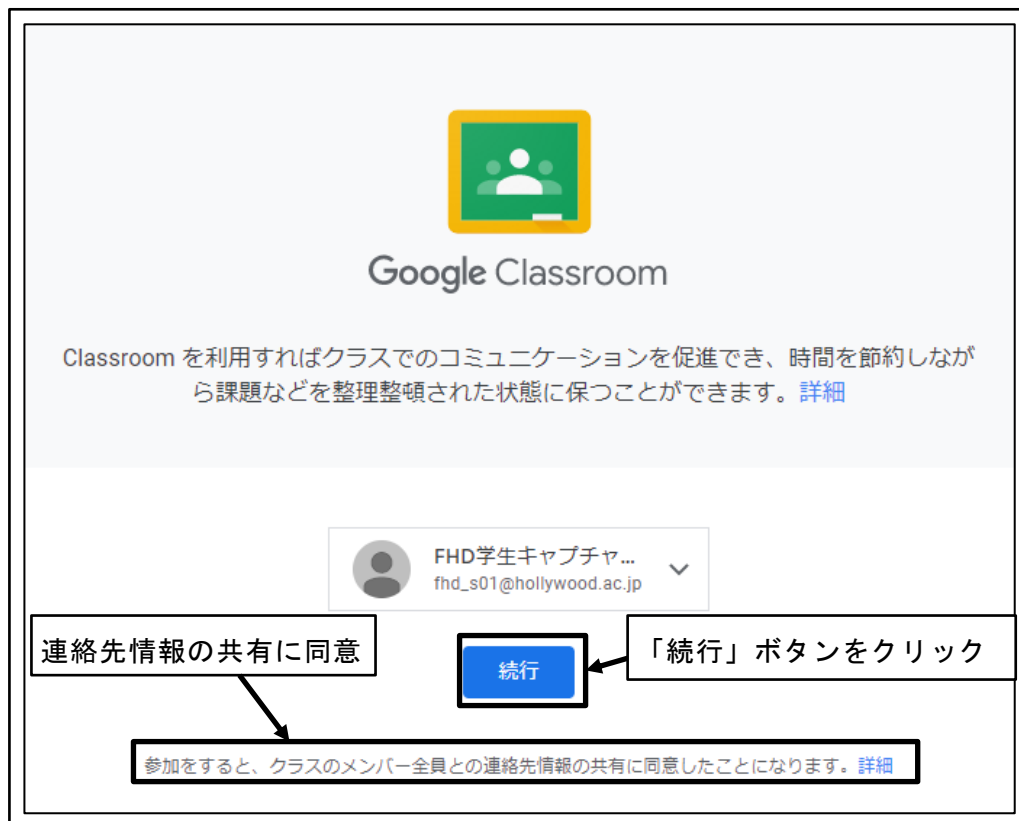 Google Classroom
Classroom を利用すればクラスでのコミュニケーションを促進でき、時間を節約しなが
ら課題などを整理整頓された状態に保つことができます。詳細
FHD学生キャプチャ...
fhd_s01@hollywood.ac.jp
連絡先情報の共有に同意
続行
「続行」ボタンをクリック
参加をすると、クラスのメンバー全員との連絡先情報の共有に同意したことになります。詳細